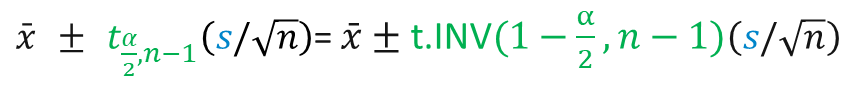 x̄ ± t_{α/2,n−1}(s/√n)= x̄ ± t.INV(1 − α/2 , n − 1)(s/√n)